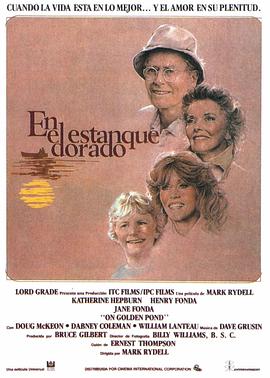 CUANDO LA VIDA ESTA EN LO MEJOR... Y EL AMOR EN SU PLENITUD.
En
el estanque
dorado
LORD GRADE Presenta una Producción: ITC FILMS/IPC FILMS Una película de MARK RYDELL
KATHERINE HEPBURN HENRY FONDA
JANE FONDA
"ON GOLDEN POND"
Con DOUG McKEON · DABNEY COLEMAN · WILLIAM LANTEAU Música de DAVE GRUSIN
Producida por BRUCE GILBERT Director de Fotografía BILLY WILLIAMS, B. S. C.
Guión de ERNEST THOMPSON
Dirigida por MARK RYDELL
Una película Universal
DISTRIBUIDA POR CINEMA INTERNATIONAL CORPORATION